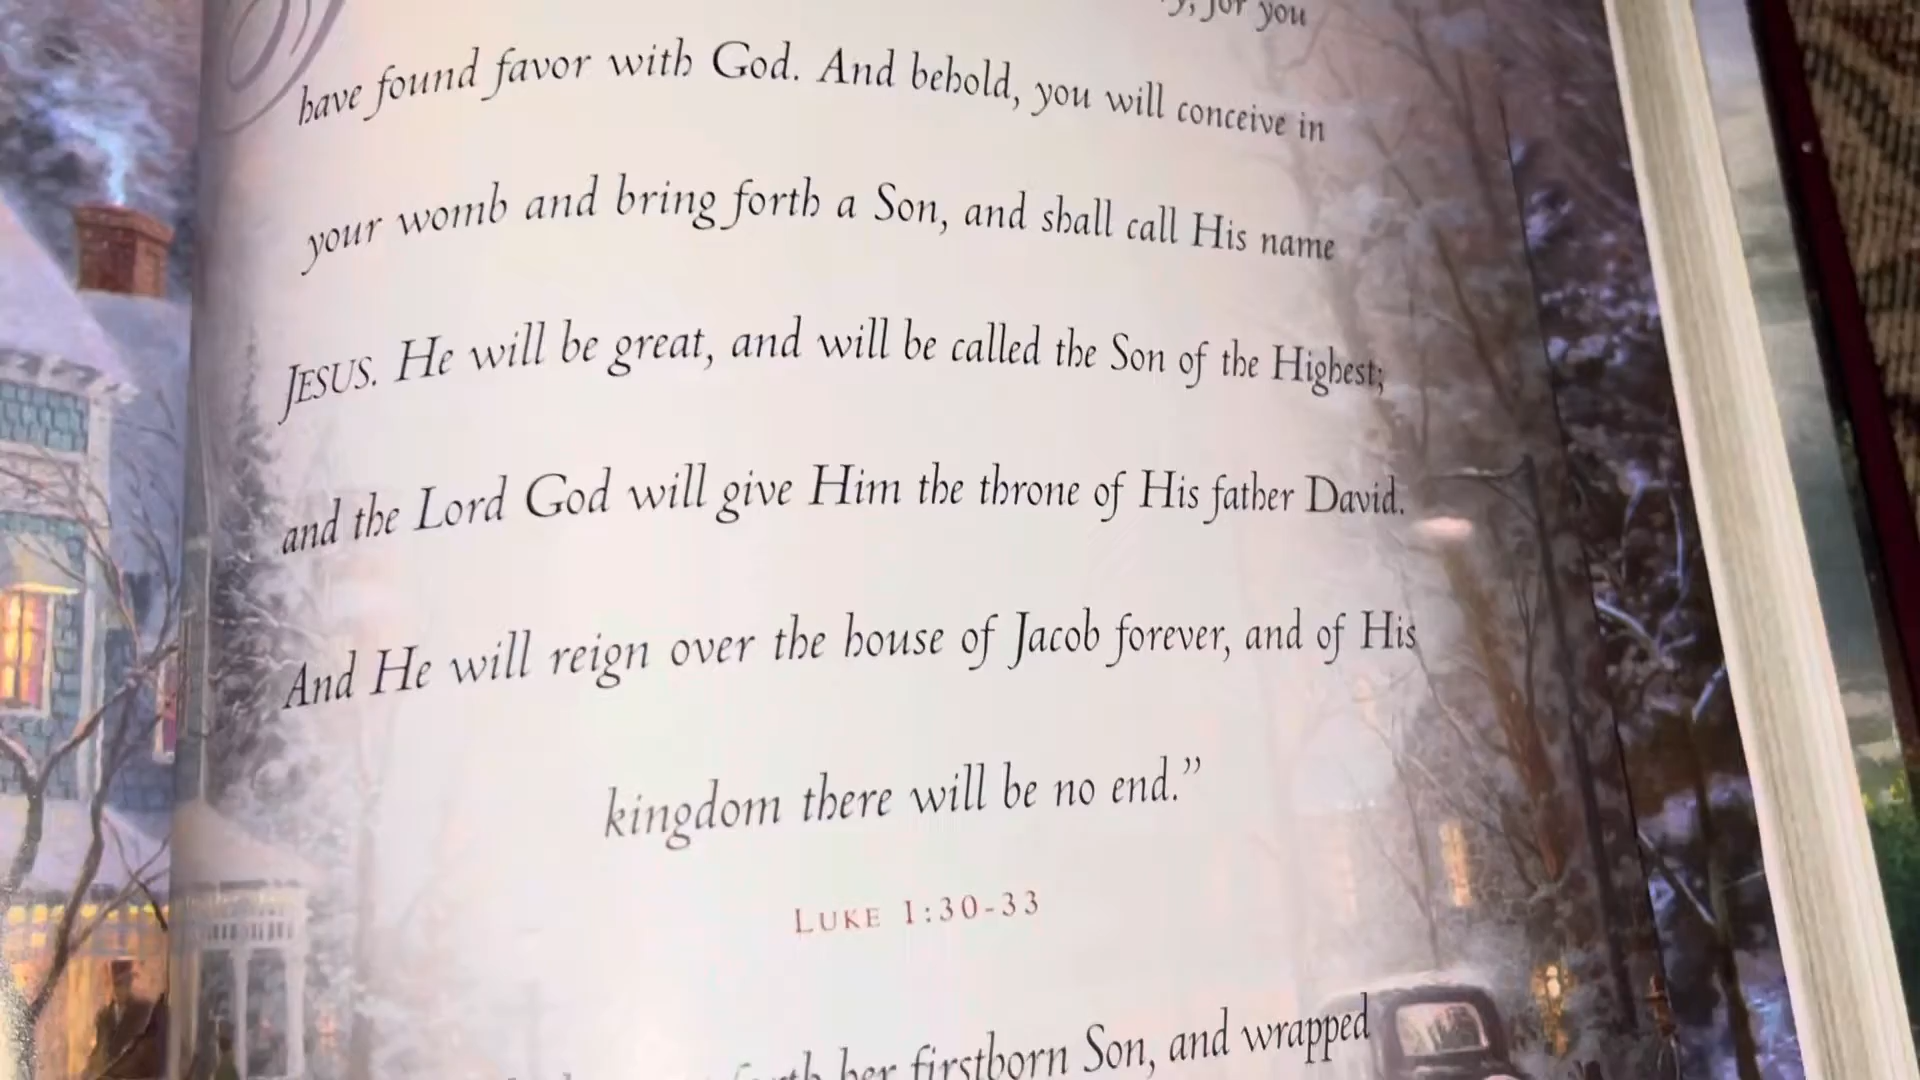 for you
have found favor with God. And behold, you will conceive in
your womb and bring forth a Son, and shall call His name
JESUS. He will be great, and will be called the Son of the Highest;
and the Lord God will give Him the throne of His father David.
And He will reign over the house of Jacob forever, and of His
kingdom there will be no end.”
LUKE 1:30-33
forth her firstborn Son, and wrapped